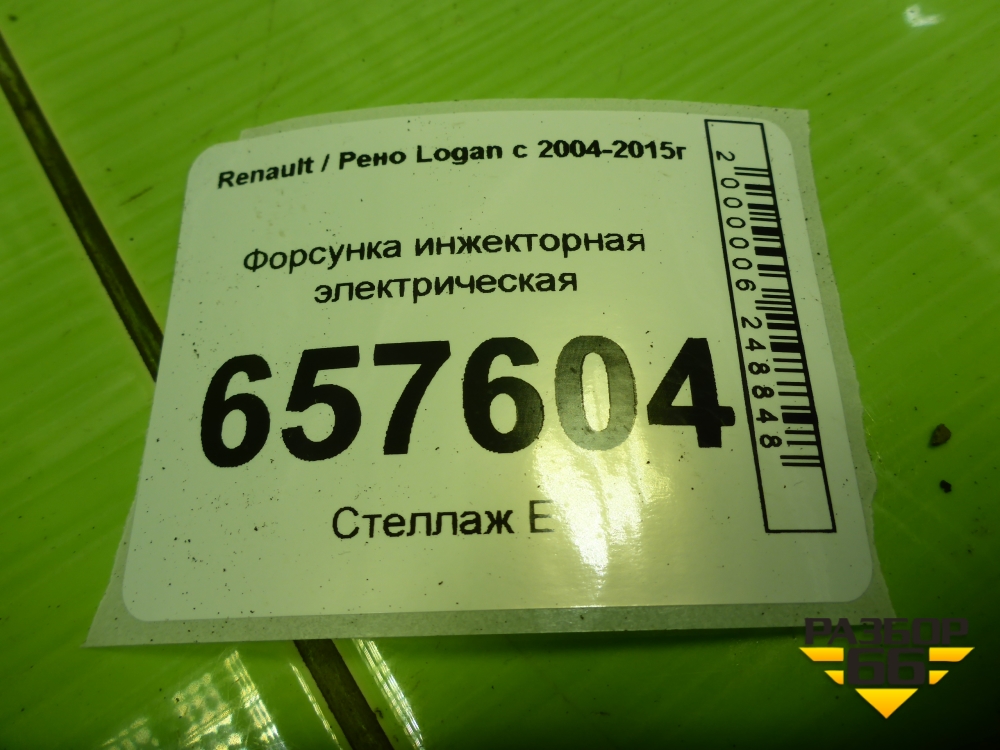 Renault / Рено Logan с 2004-2015г
Форсунка инжекторная
электрическая
657604
Стеллаж Е
2000006248848
РАЗБОР
66